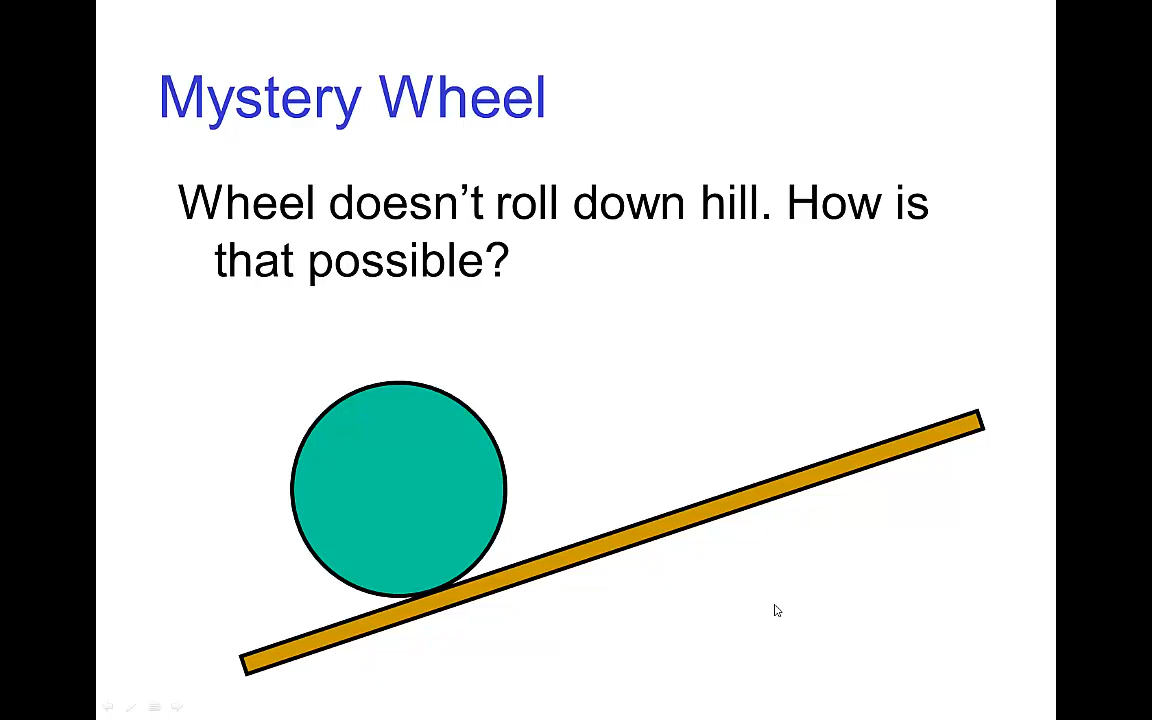 Mystery Wheel
Wheel doesn’t roll down hill. How is
that possible?